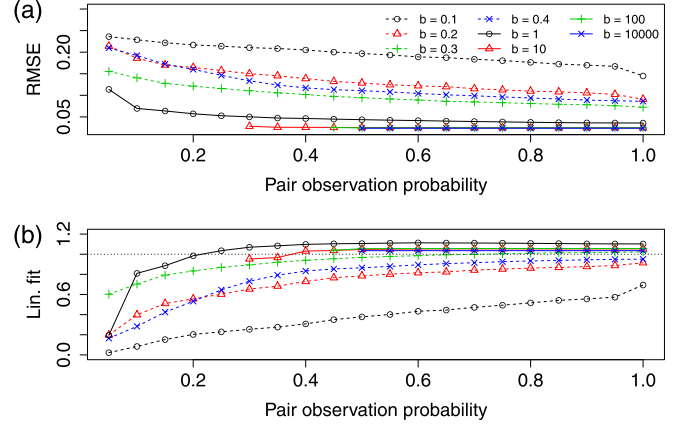 (a)
RMSE
0.20
0.05
b = 0.1
b = 0.2
b = 0.3
b = 0.4
b = 1
b = 10
b = 100
b = 10000
0.2
0.4
0.6
0.8
1.0
Pair observation probability
(b)
Lin. fit
1.2
0.6
0.0
0.2
0.4
0.6
0.8
1.0
Pair observation probability